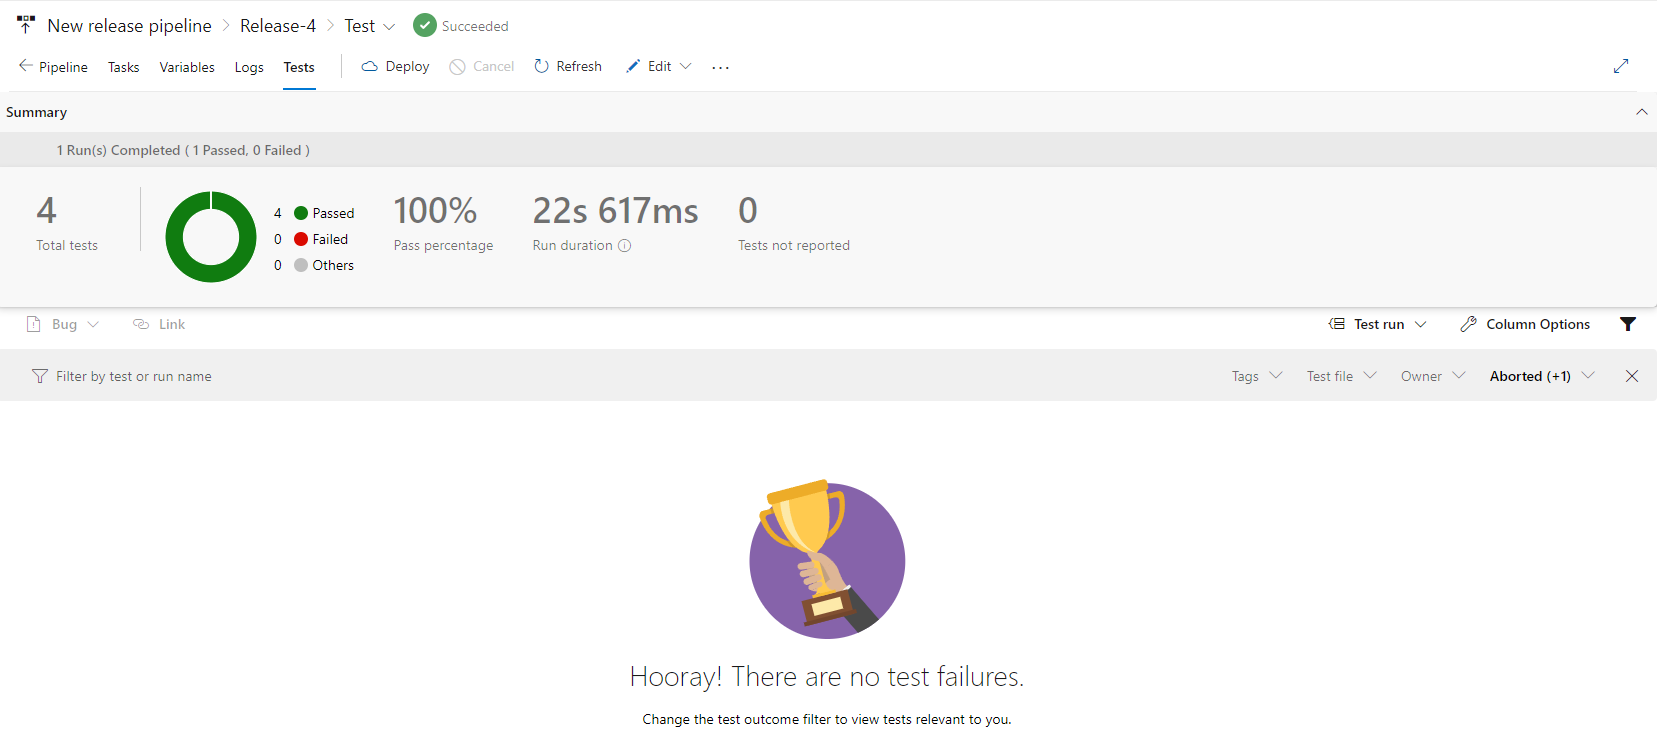 New release pipeline > Release-4 > Test Succeeded
Pipeline Tasks Variables Logs Tests Deploy Cancel Refresh Edit ...
Summary
1 Run(s) Completed ( 1 Passed, 0 Failed )
4
Total tests
4 Passed
0 Failed
0 Others
100%
Pass percentage
22s 617ms
Run duration
0
Tests not reported
Bug Link Test run Column Options
Filter by test or run name Tags Test file Owner Aborted (+1)
Hooray! There are no test failures.
Change the test outcome filter to view tests relevant to you.